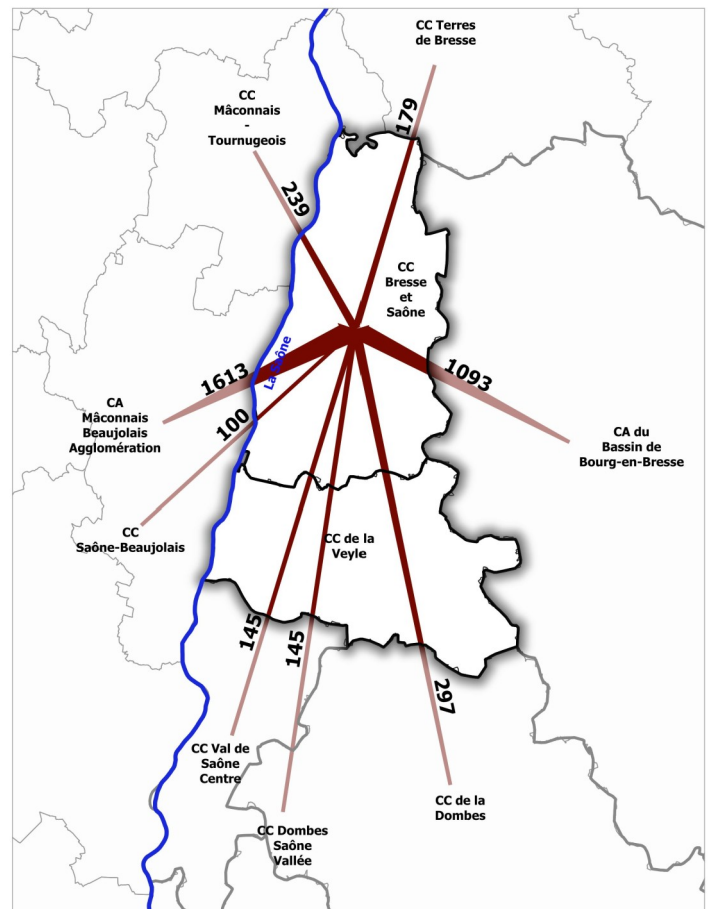 CC Terres
de Bresse
179
CC
Mâconnais
-
Tournugeois
239
CC
Bresse
et
Saône
La Saône
1613
1093
CA
Mâconnais
Beaujolais
Agglomération
100
CA du
Bassin de
Bourg-en-Bresse
CC
Saône-Beaujolais
CC de la
Veyle
145
145
297
CC Val de
Saône
Centre
CC Dombes
Saône
Vallée
CC de la
Dombes